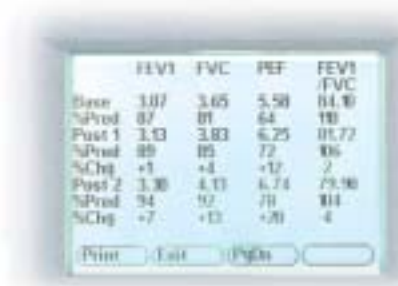 FEV1 FVC PEF FEV1
/FVC
Base 3.07 3.65 5.58 84.10
%Pred 87 81 64 110
Post 1 3.13 3.83 6.25 81.72
%Pred 89 85 72 106
%Chg +1 +4 +12 -2
Post 2 3.30 4.13 6.74 79.90
%Pred 94 92 78 104
%Chg +7 +13 +20 -4
Print Exit PgDn